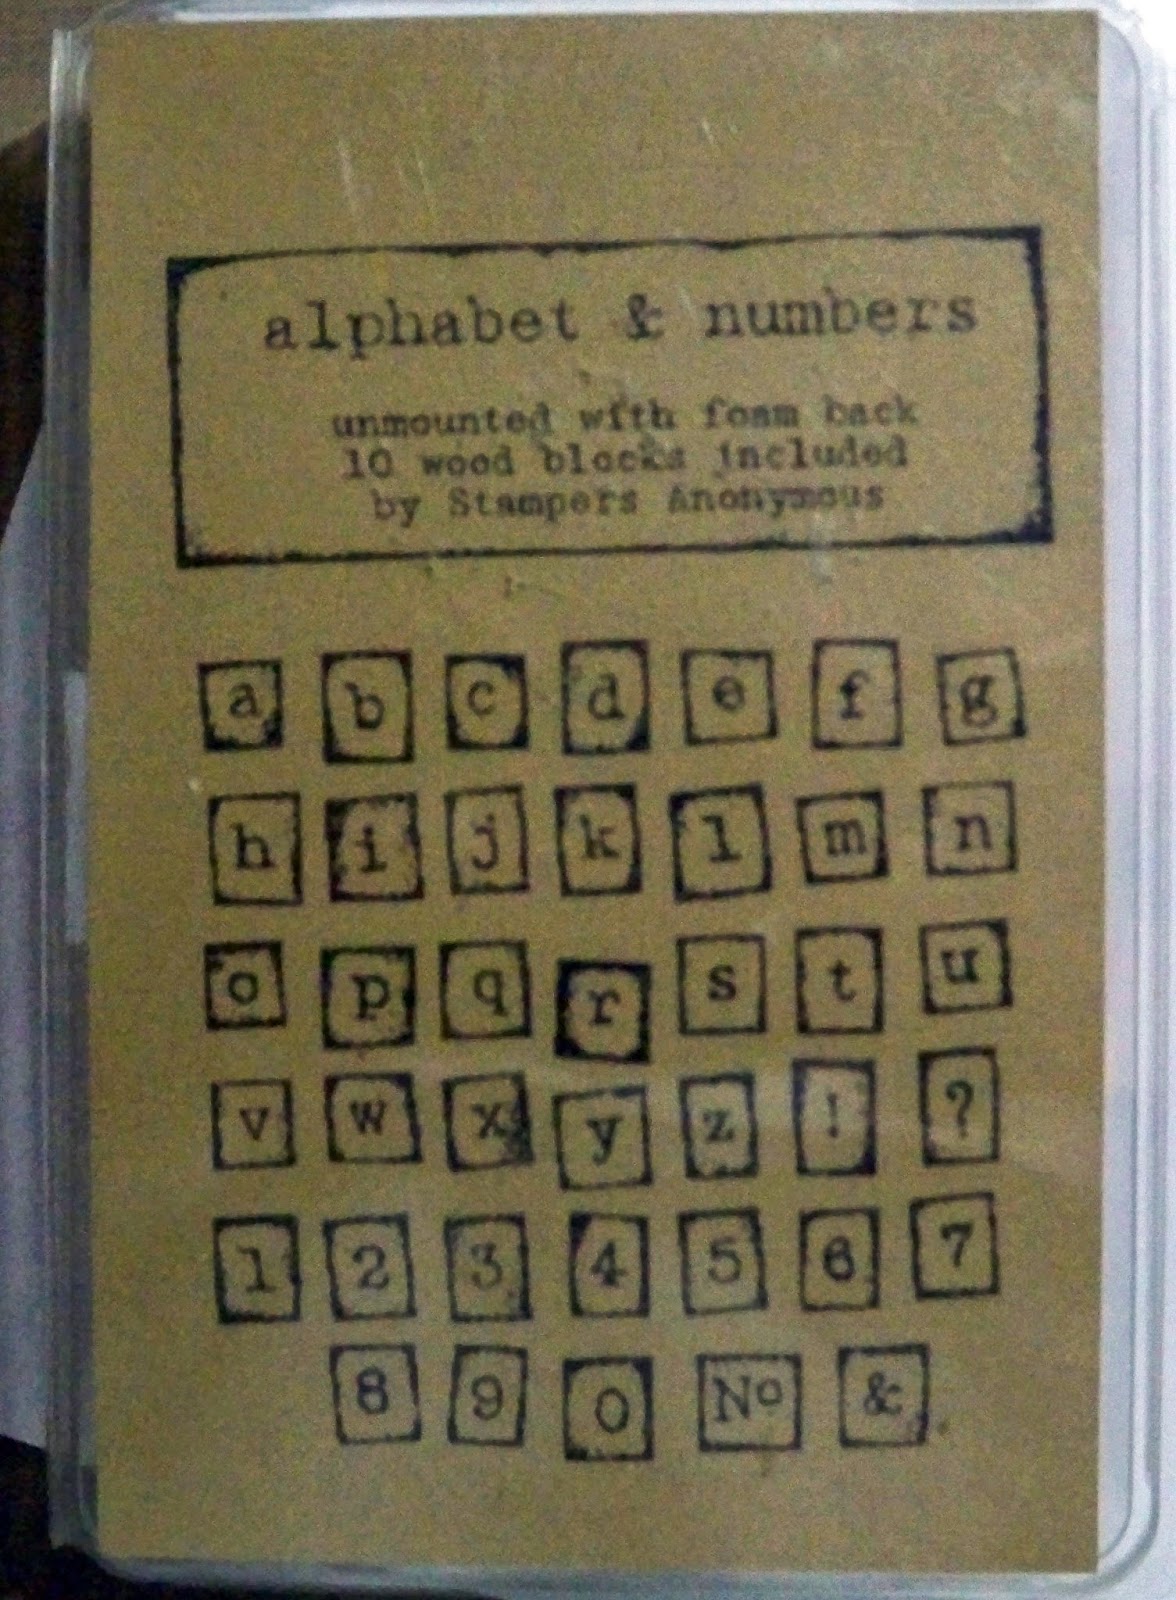 alphabet & numbers
unmounted with foam back
10 wood blocks included
by Stampers Anonymous
a b c d e f g
h i j k l m n
o p q r s t u
v w x y z ! ?
1 2 3 4 5 6 7
8 9 0 No &